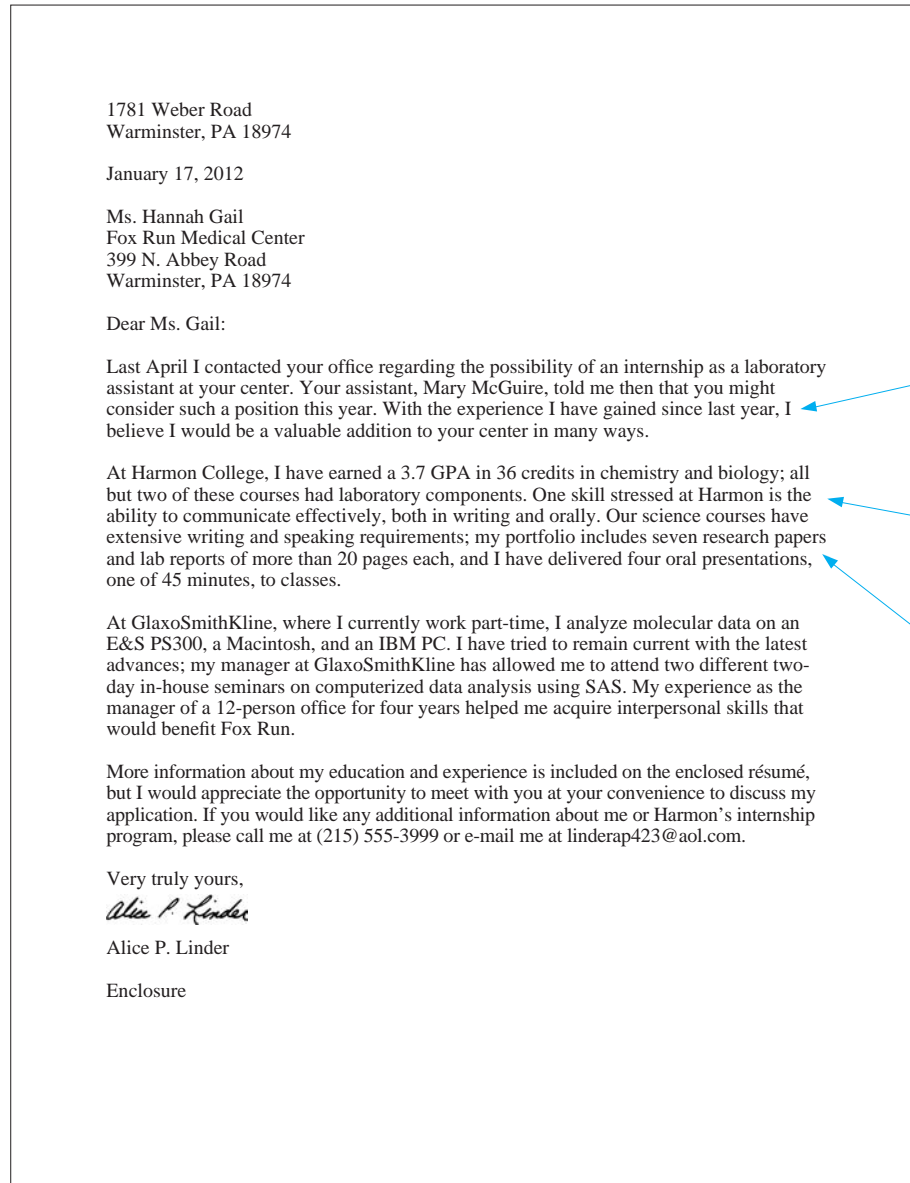 1781 Weber Road
Warminster, PA 18974
January 17, 2012
Ms. Hannah Gail
Fox Run Medical Center
399 N. Abbey Road
Warminster, PA 18974
Dear Ms. Gail:
Last April I contacted your office regarding the possibility of an internship as a laboratory
assistant at your center. Your assistant, Mary McGuire, told me then that you might
consider such a position this year. With the experience I have gained since last year, I
believe I would be a valuable addition to your center in many ways.
At Harmon College, I have earned a 3.7 GPA in 36 credits in chemistry and biology; all
but two of these courses had laboratory components. One skill stressed at Harmon is the
ability to communicate effectively, both in writing and orally. Our science courses have
extensive writing and speaking requirements; my portfolio includes seven research papers
and lab reports of more than 20 pages each, and I have delivered four oral presentations,
one of 45 minutes, to classes.
At GlaxoSmithKline, where I currently work part-time, I analyze molecular data on an
E&S PS300, a Macintosh, and an IBM PC. I have tried to remain current with the latest
advances; my manager at GlaxoSmithKline has allowed me to attend two different two-
day in-house seminars on computerized data analysis using SAS. My experience as the
manager of a 12-person office for four years helped me acquire interpersonal skills that
would benefit Fox Run.
More information about my education and experience is included on the enclosed résumé,
but I would appreciate the opportunity to meet with you at your convenience to discuss my
application. If you would like any additional information about me or Harmon’s internship
program, please call me at (215) 555-3999 or e-mail me at linderap423@aol.com.
Very truly yours,
Alice P. Linder
Alice P. Linder
Enclosure